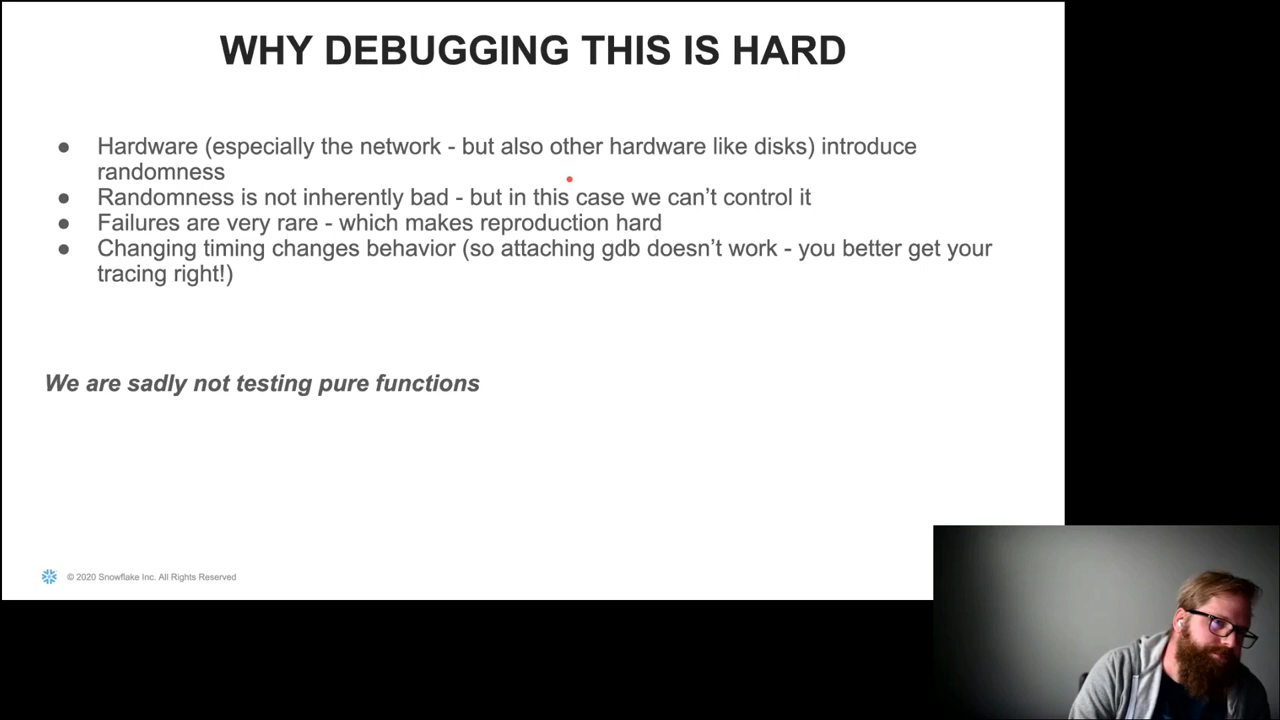 WHY DEBUGGING THIS IS HARD
● Hardware (especially the network - but also other hardware like disks) introduce
randomness
● Randomness is not inherently bad - but in this case we can't control it
● Failures are very rare - which makes reproduction hard
● Changing timing changes behavior (so attaching gdb doesn't work - you better get your
tracing right!)
We are sadly not testing pure functions
© 2020 Snowflake Inc. All Rights Reserved